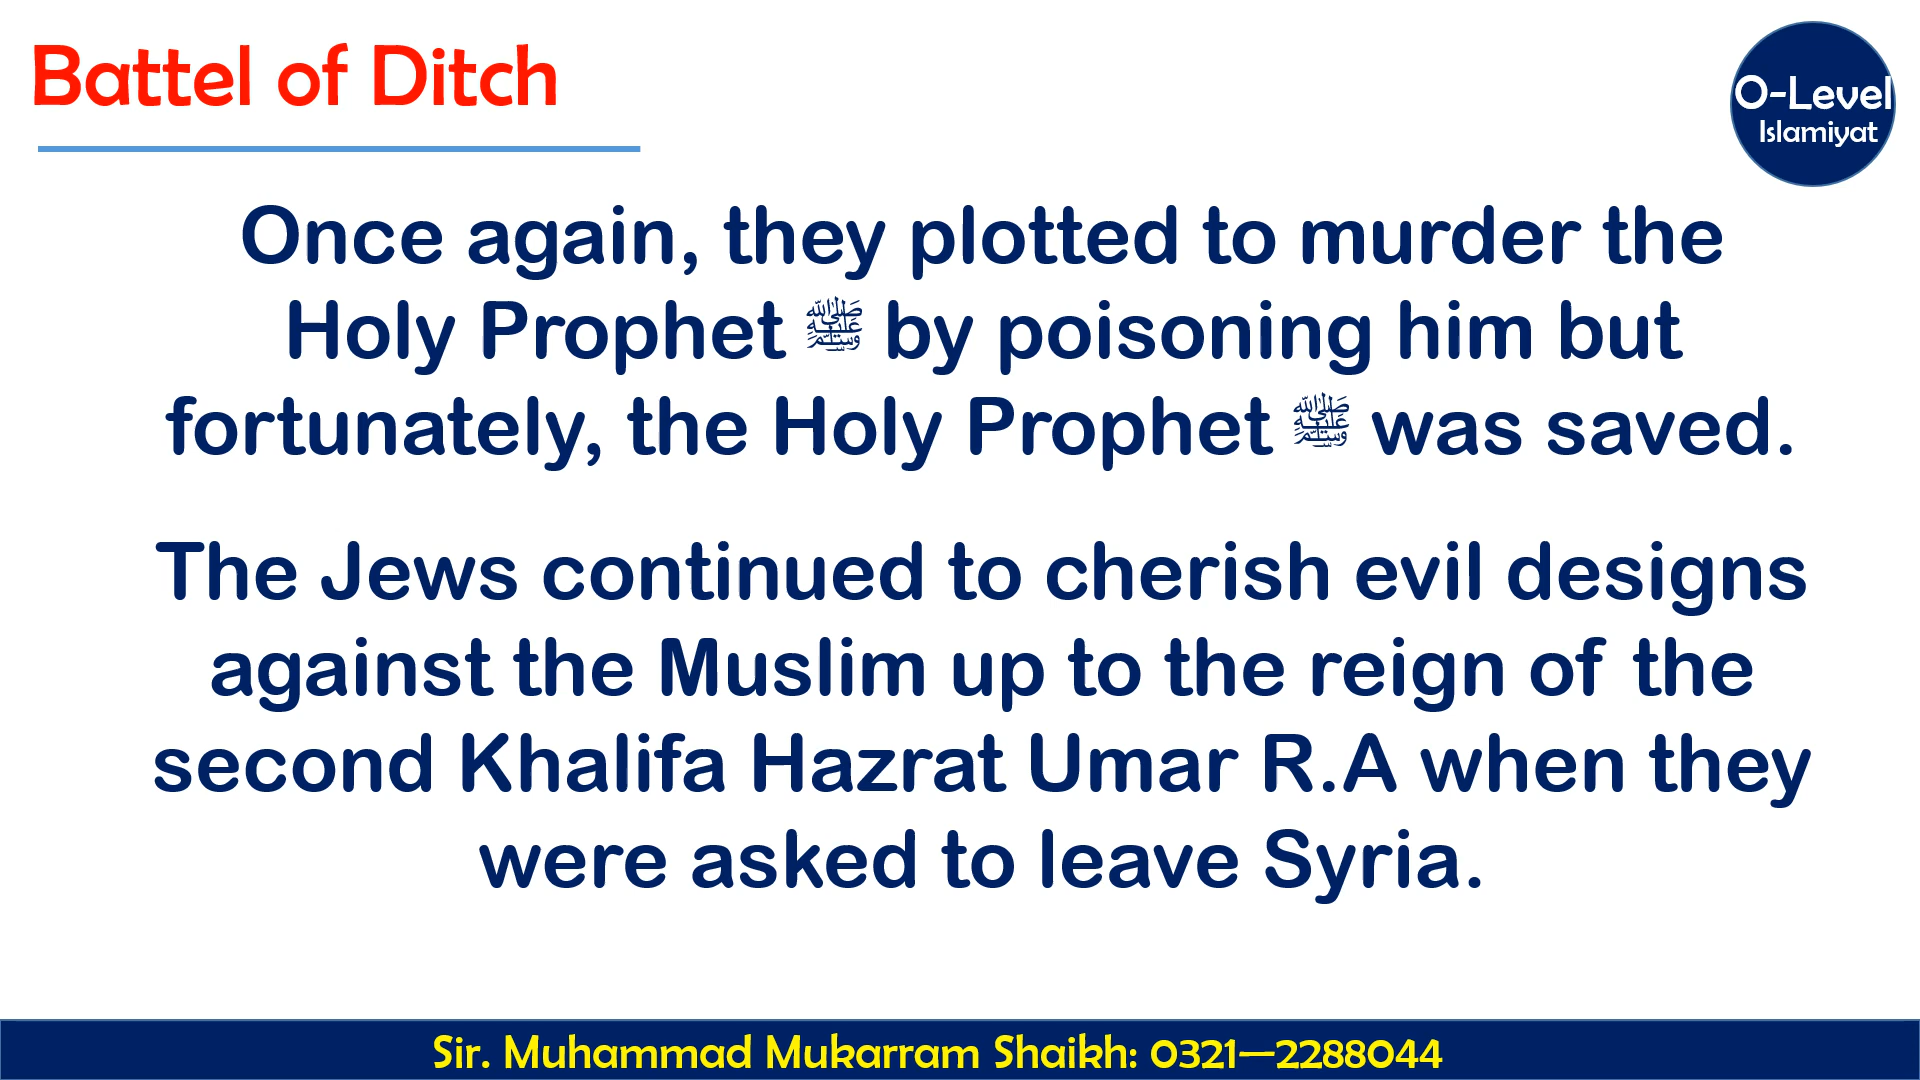 Battel of Ditch
O-Level
Islamiyat
Once again, they plotted to murder the
Holy Prophet ﷺ by poisoning him but
fortunately, the Holy Prophet ﷺ was saved.
The Jews continued to cherish evil designs
against the Muslim up to the reign of the
second Khalifa Hazrat Umar R.A when they
were asked to leave Syria.
Sir. Muhammad Mukarram Shaikh: 0321—2288044